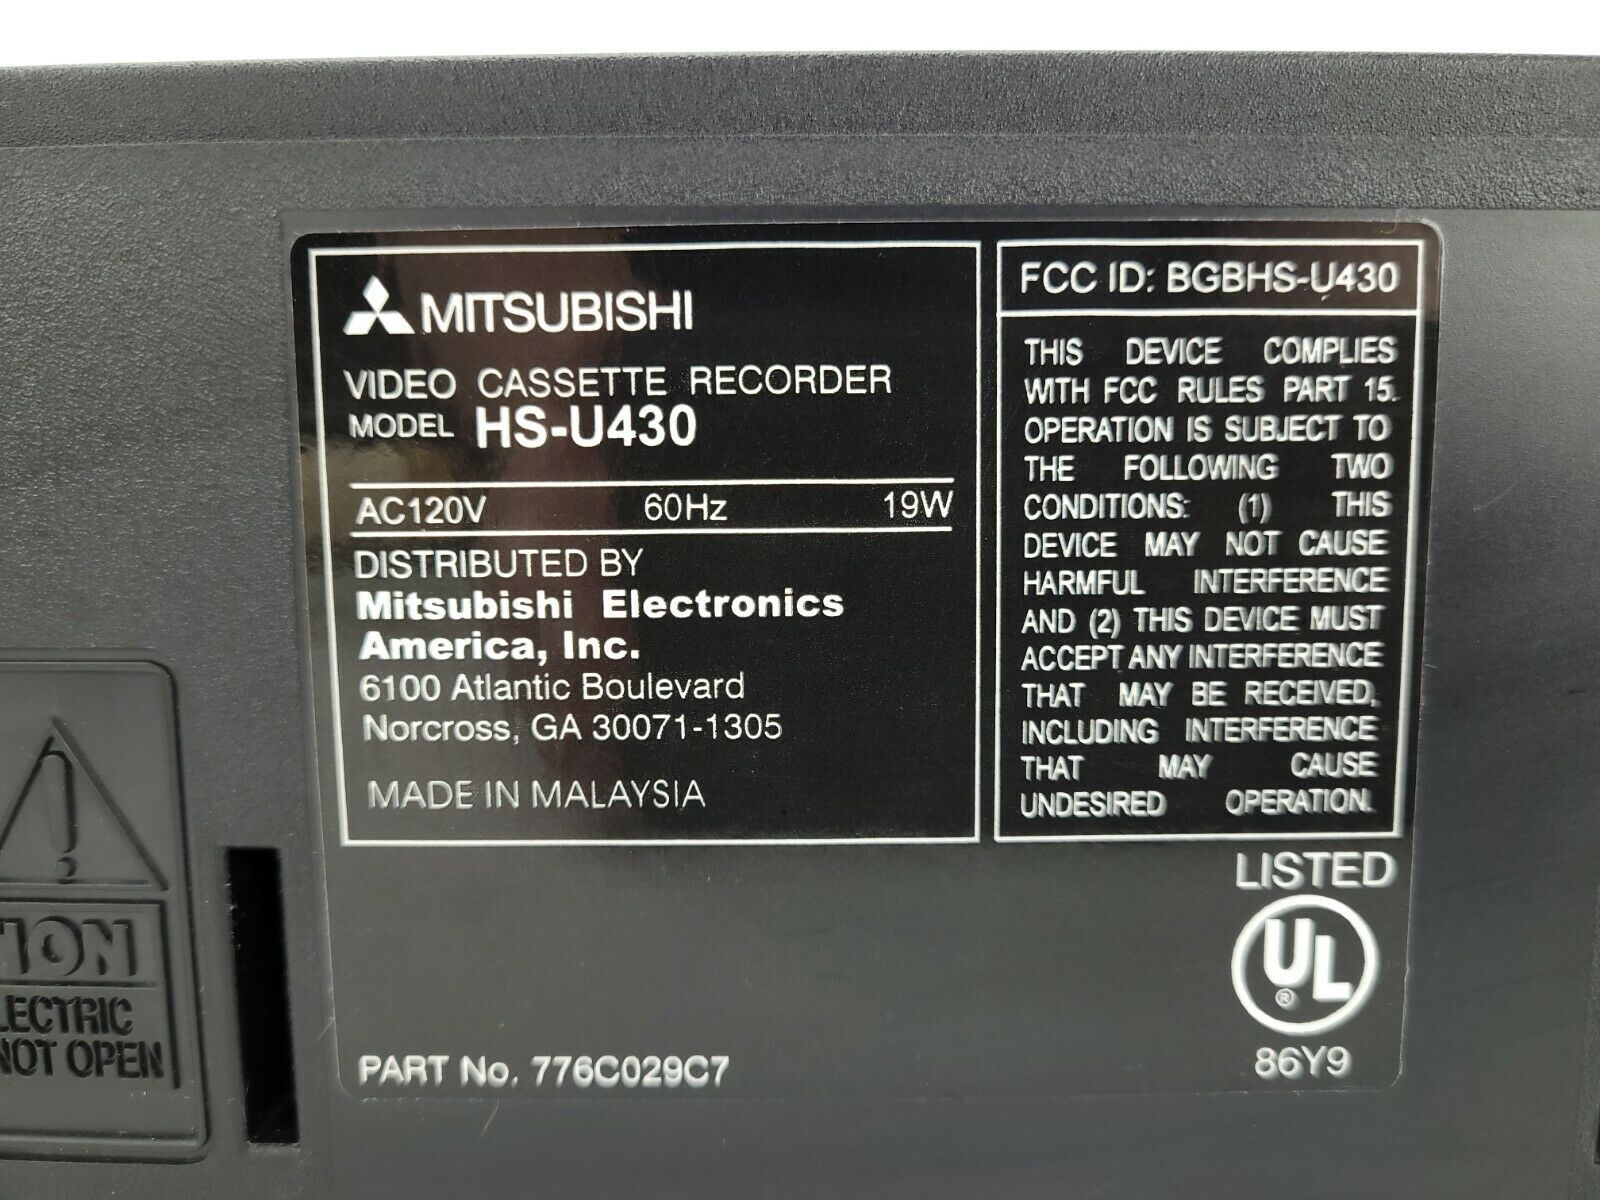 MITSUBISHI
VIDEO CASSETTE RECORDER
MODEL HS-U430
AC120V 60Hz 19W
DISTRIBUTED BY
Mitsubishi Electronics
America, Inc.
6100 Atlantic Boulevard
Norcross, GA 30071-1305
MADE IN MALAYSIA
FCC ID: BGBHS-U430
THIS DEVICE COMPLIES
WITH FCC RULES PART 15.
OPERATION IS SUBJECT TO
THE FOLLOWING TWO
CONDITIONS: (1) THIS
DEVICE MAY NOT CAUSE
HARMFUL INTERFERENCE
AND (2) THIS DEVICE MUST
ACCEPT ANY INTERFERENCE
THAT MAY BE RECEIVED,
INCLUDING INTERFERENCE
THAT MAY CAUSE
UNDESIRED OPERATION.
LISTED
UL
®
86Y9
PART No. 776C029C7
TION
LECTRIC
NOT OPEN